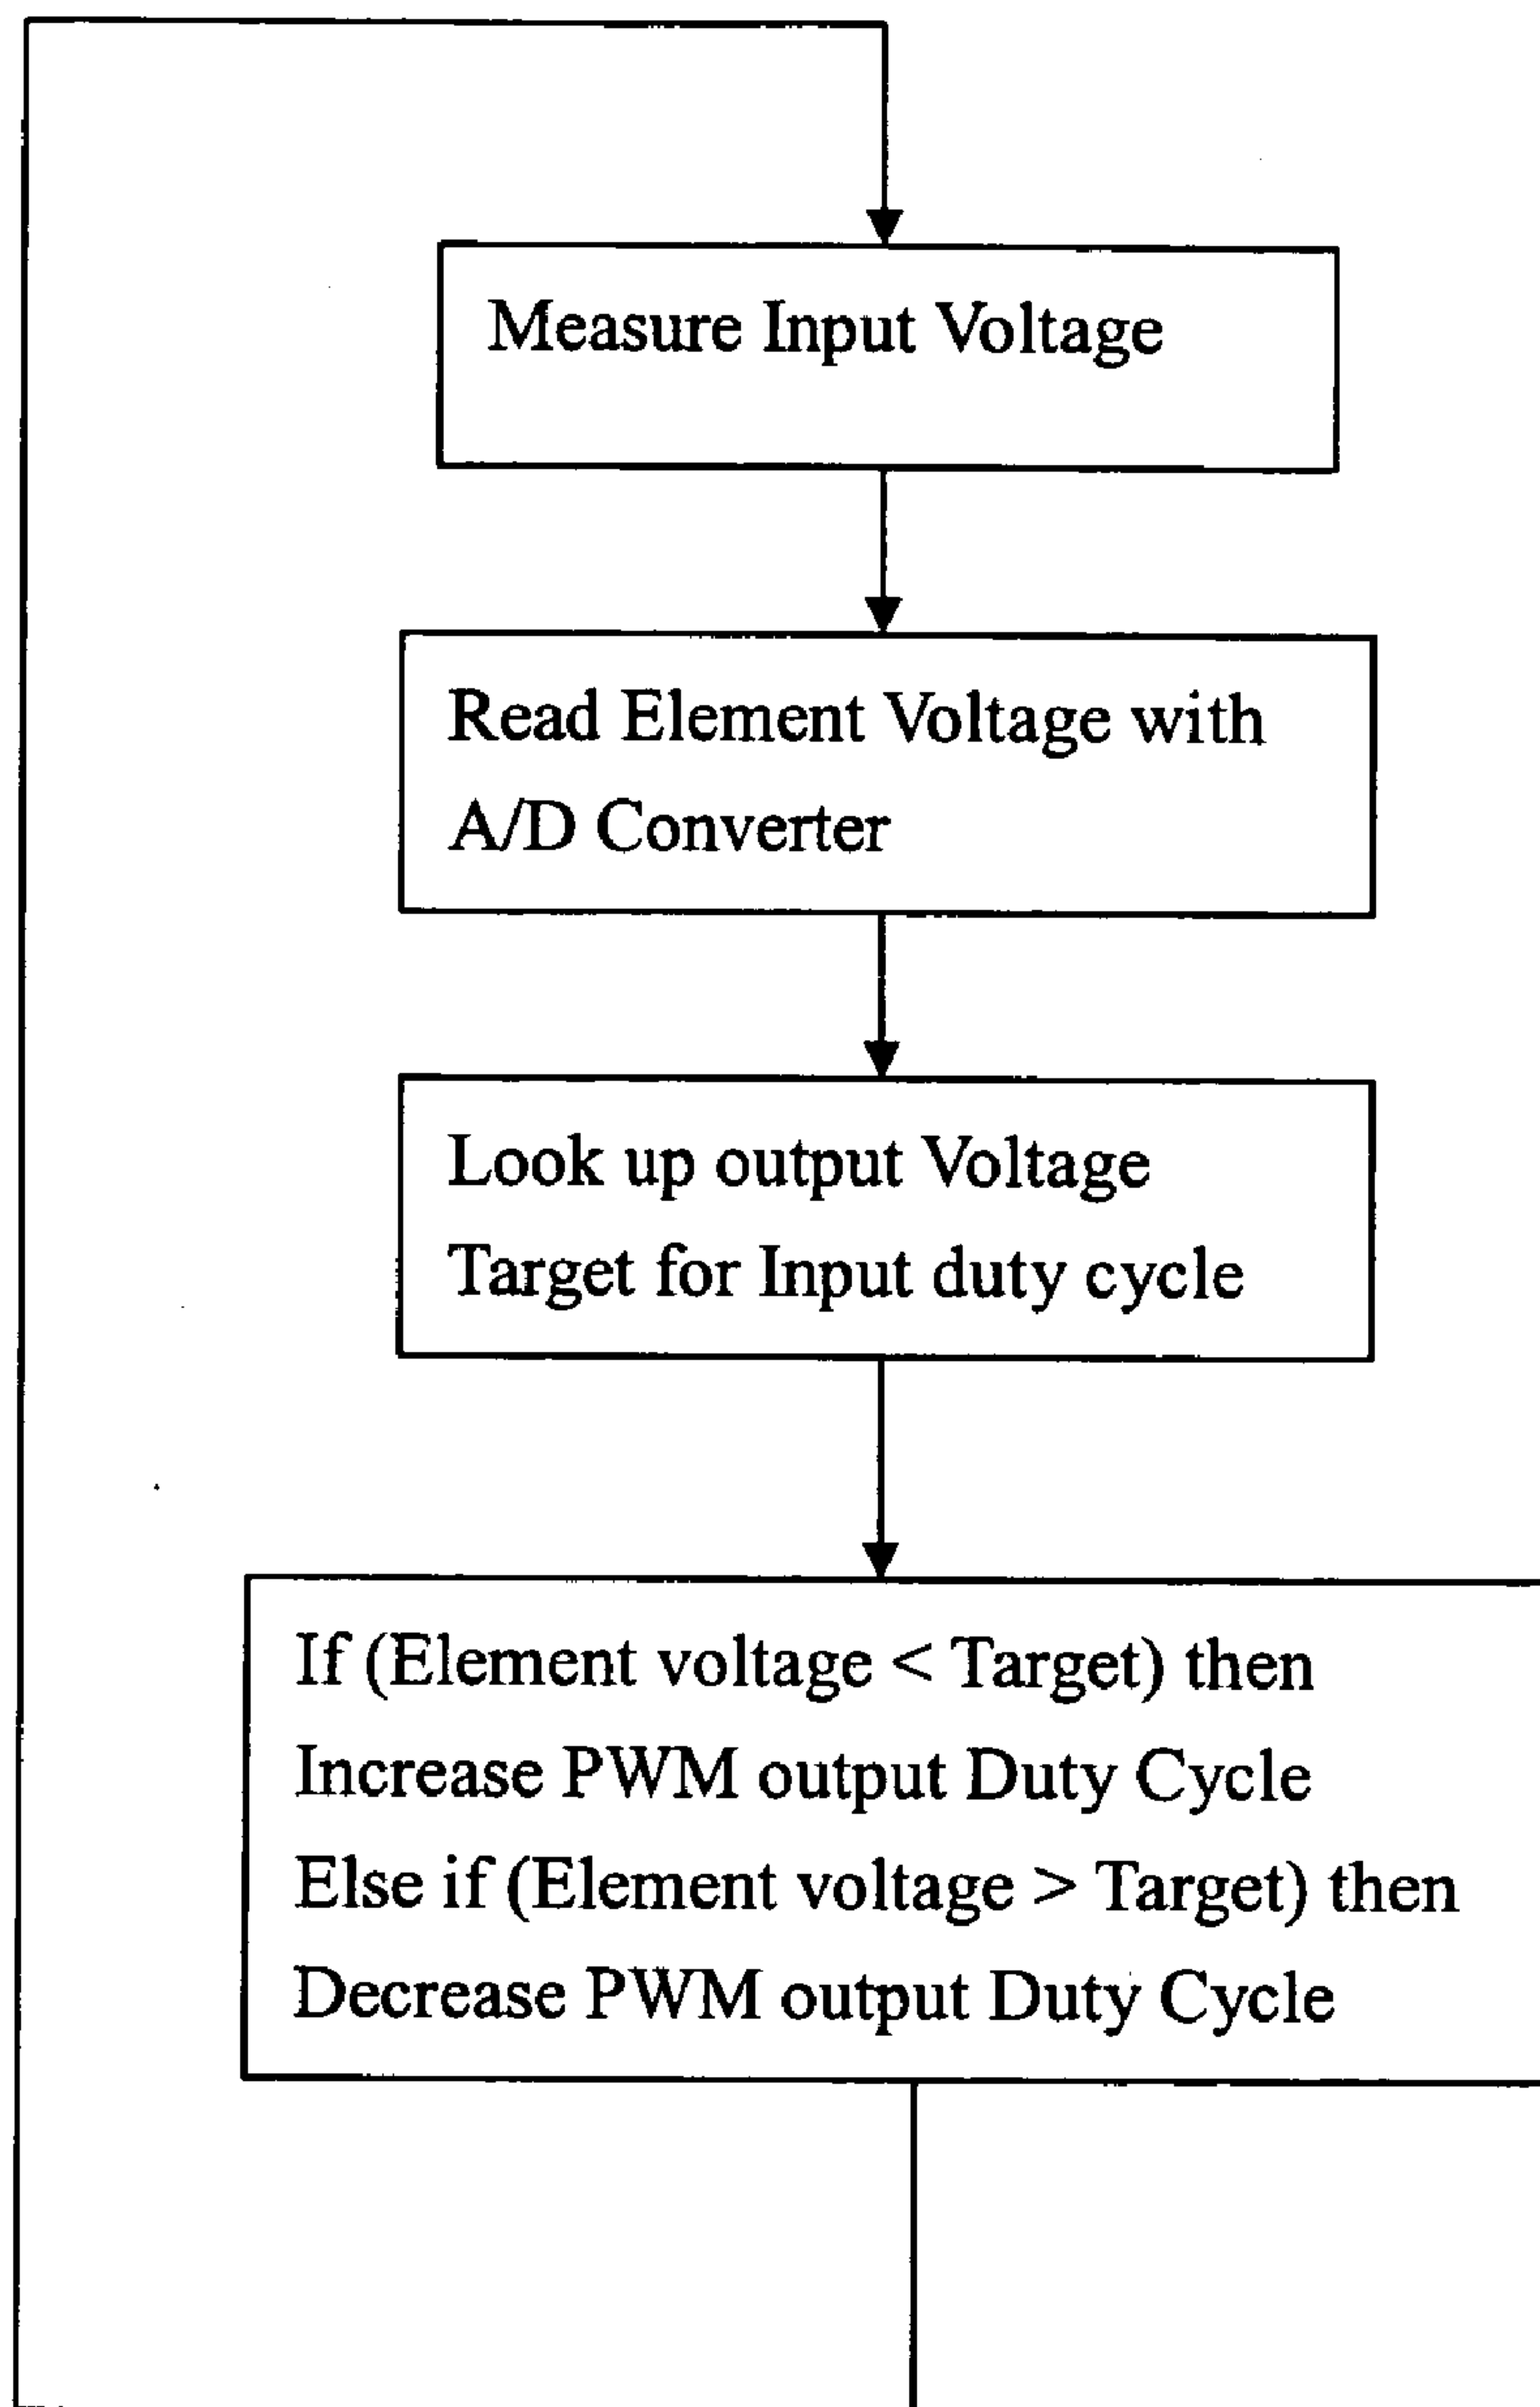 Measure Input Voltage
Read Element Voltage with
A/D Converter
Look up output Voltage
Target for Input duty cycle
If (Element voltage < Target) then
Increase PWM output Duty Cycle
Else if (Element voltage > Target) then
Decrease PWM output Duty Cycle